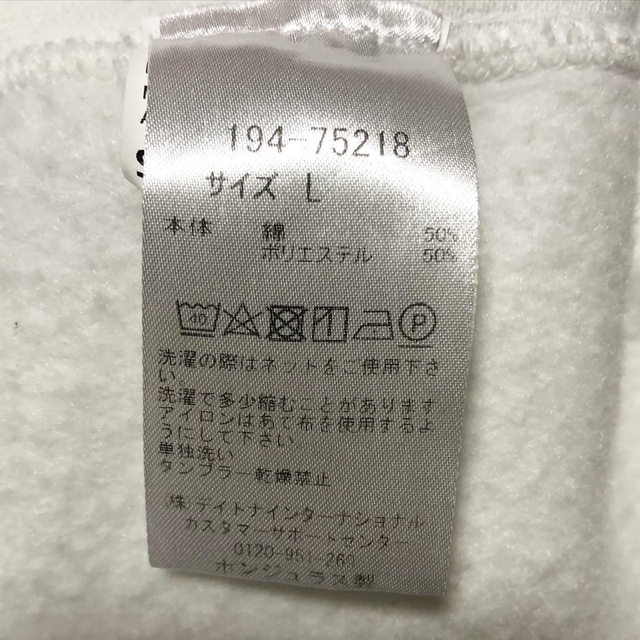 194-75218
サイズ L
本体 綿 50%
ポリエステル 50%
40 P
洗濯の際はネットをご使用下さ
い
洗濯で多少縮むことがあります
アイロンはあて布を使用するよ
うにして下さい
単独洗い
タンブラー乾燥禁止
(株)デイトナインターナショナル
カスタマーサポートセンター
0120-951-260
ホンジュラス製